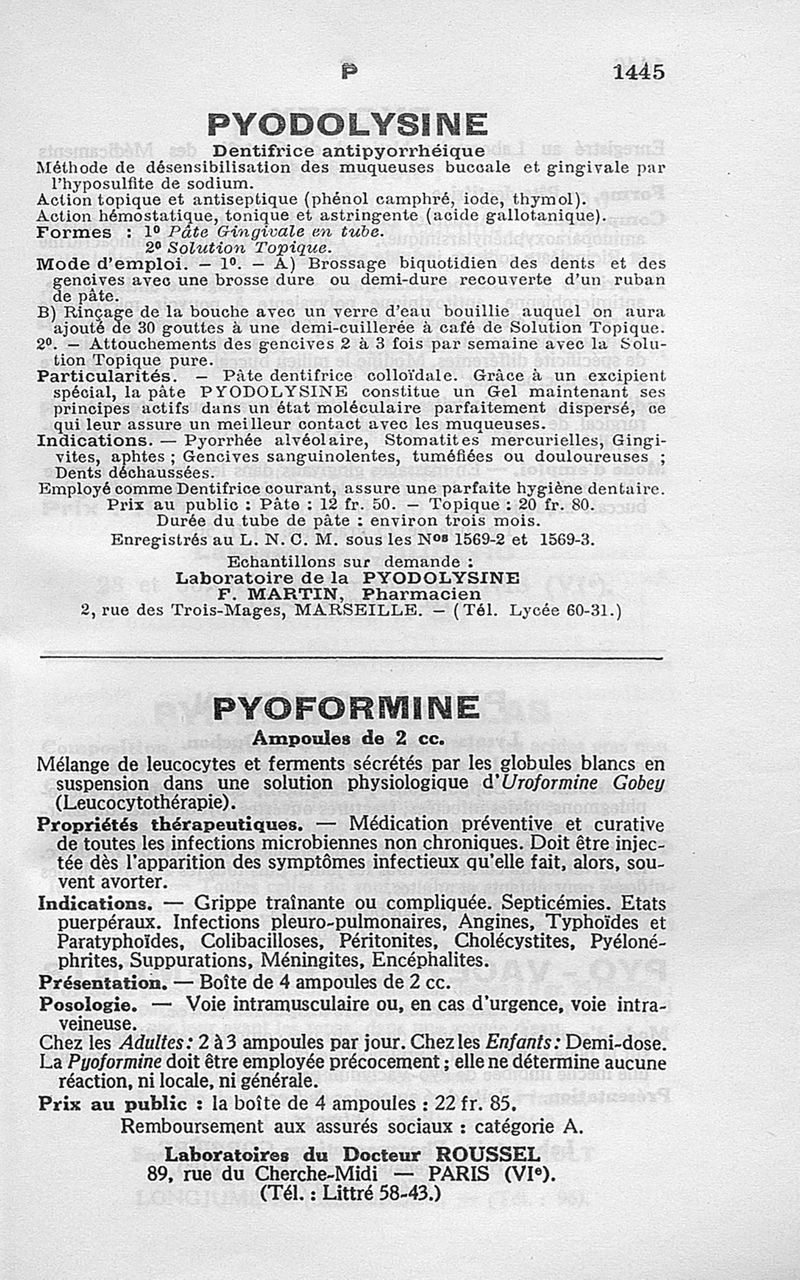 P 1445
PYODOLYSINE
Dentifrice antipyorrhéique
Méthode de désensibilisation des muqueuses buccale et gingivale par
l'hyposulfite de sodium.
Action topique et antiseptique (phénol camphré, iode, thymol).
Action hémostatique, tonique et astringente (acide gallotanique).
Formes : 1º Pâte Gingivale en tube.
2º Solution Topique.
Mode d'emploi. — 1º. — A) Brossage biquotidien des dents et des
gencives avec une brosse dure ou demi-dure recouverte d'un ruban
de pâte.
B) Rinçage de la bouche avec un verre d'eau bouillie auquel on aura
ajouté de 30 gouttes à une demi-cuillerée à café de Solution Topique.
2º. — Attouchements des gencives 2 à 3 fois par semaine avec la Solu-
tion Topique pure.
Particularités. — Pâte dentifrice colloïdale. Grâce à un excipient
spécial, la pâte PYODOLYSINE constitue un Gel maintenant ses
principes actifs dans un état moléculaire parfaitement dispersé, ce
qui leur assure un meilleur contact avec les muqueuses.
Indications. — Pyorrhée alvéolaire, Stomatites mercurielles, Gingi-
vites, aphtes ; Gencives sanguinolentes, tuméfiées ou douloureuses ;
Dents déchaussées.
Employé comme Dentifrice courant, assure une parfaite hygiène dentaire.
Prix au public : Pâte : 12 fr. 50. — Topique : 20 fr. 80.
Durée du tube de pâte : environ trois mois.
Enregistrés au L. N. C. M. sous les Nos 1569-2 et 1569-3.
Echantillons sur demande :
Laboratoire de la PYODOLYSINE
F. MARTIN, Pharmacien
2, rue des Trois-Mages, MARSEILLE. — (Tél. Lycée 60-31.)
PYOFORMINE
Ampoules de 2 cc.
Mélange de leucocytes et ferments sécrétés par les globules blancs en
suspension dans une solution physiologique d'Uroformine Gobey
(Leucocytothérapie).
Propriétés thérapeutiques. — Médication préventive et curative
de toutes les infections microbiennes non chroniques. Doit être injec-
tée dès l'apparition des symptômes infectieux qu'elle fait, alors, sou-
vent avorter.
Indications. — Grippe traînante ou compliquée. Septicémies. Etats
puerpéraux. Infections pleuro-pulmonaires, Angines, Typhoïdes et
Paratyphoïdes, Colibacilloses, Péritonites, Cholécystites, Pyéloné-
phrites, Suppurations, Méningites, Encéphalites.
Présentation. — Boîte de 4 ampoules de 2 cc.
Posologie. — Voie intramusculaire ou, en cas d'urgence, voie intra-
veineuse.
Chez les Adultes : 2 à 3 ampoules par jour. Chez les Enfants : Demi-dose.
La Pyoformine doit être employée précocement ; elle ne détermine aucune
réaction, ni locale, ni générale.
Prix au public : la boîte de 4 ampoules : 22 fr. 85.
Remboursement aux assurés sociaux : catégorie A.
Laboratoires du Docteur ROUSSEL
89, rue du Cherche-Midi — PARIS (VIe).
(Tél. : Littré 58-43.)